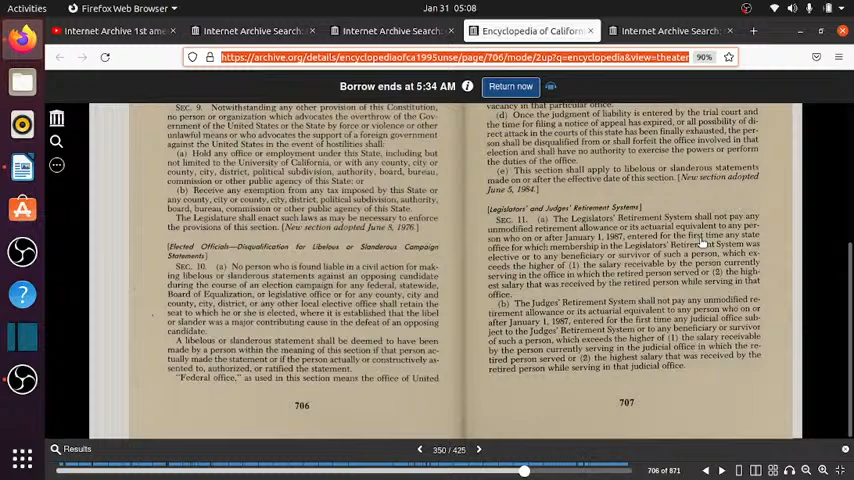 Activities
Firefox Web Browser
Jan 31 05:08
Internet Archive 1st ame
Internet Archive Search:
Internet Archive Search:
Encyclopedia of Californi
Internet Archive Search:
https://archive.org/details/encyclopediaofca1995unse/page/706/mode/2up?q=encyclopedia&view=theater
90%
Borrow ends at 5:34 AM
Return now
SEC. 9. Notwithstanding any other provision of this Constitution,
no person or organization which advocates the overthrow of the Gov-
ernment of the United States or the State by force or violence or other
unlawful means or who advocates the support of a foreign government
against the United States in the event of hostilities shall:
(a) Hold any office or employment under this State, including but
not limited to the University of California, or with any county, city or
county, city, district, political subdivision, authority, board, bureau,
commission or other public agency of this State; or
(b) Receive any exemption from any tax imposed by this State or
any county, city or county, city, district, political subdivision, authority,
board, bureau, commission or other public agency of this State.
The Legislature shall enact such laws as may be necessary to enforce
the provisions of this section. [New section adopted June 8, 1976.]
[Elected Officials—Disqualification for Libelous or Slanderous Campaign
Statements]
SEC. 10. (a) No person who is found liable in a civil action for mak-
ing libelous or slanderous statements against an opposing candidate
during the course of an election campaign for any federal, statewide,
Board of Equalization, or legislative office or for any county, city and
county, city, district, or any other local elective office shall retain the
seat to which he or she is elected, where it is established that the libel
or slander was a major contributing cause in the defeat of an opposing
candidate.
A libelous or slanderous statement shall be deemed to have been
made by a person within the meaning of this section if that person ac-
tually made the statement or if the person actually or constructively as-
sented to, authorized, or ratified the statement.
"Federal office," as used in this section means the office of United
706
vacancy in that particular office.
(d) Once the judgment of liability is entered by the trial court and
the time for filing a notice of appeal has expired, or all possibility of di-
rect attack in the courts of this state has been finally exhausted, the per-
son shall be disqualified from or shall forfeit the office involved in that
election and shall have no authority to exercise the powers or perform
the duties of the office.
(e) This section shall apply to libelous or slanderous statements
made on or after the effective date of this section. [New section adopted
June 5, 1984.]
[Legislators' and Judges' Retirement Systems]
SEC. 11. (a) The Legislators' Retirement System shall not pay any
unmodified retirement allowance or its actuarial equivalent to any per-
son who on or after January 1, 1987, entered for the first time any state
office for which membership in the Legislators' Retirement System was
elective or to any beneficiary or survivor of such a person, which ex-
ceeds the higher of (1) the salary receivable by the person currently
serving in the office in which the retired person served or (2) the high-
est salary that was received by the retired person while serving in that
office.
(b) The Judges' Retirement System shall not pay any unmodified re-
tirement allowance or its actuarial equivalent to any person who on or
after January 1, 1987, entered for the first time any judicial office sub-
ject to the Judges' Retirement System or to any beneficiary or survivor
of such a person, which exceeds the higher of (1) the salary receivable
by the person currently serving in the judicial office in which the re-
tired person served or (2) the highest salary that was received by the
retired person while serving in that judicial office.
707
Results
350 / 425
706 of 871